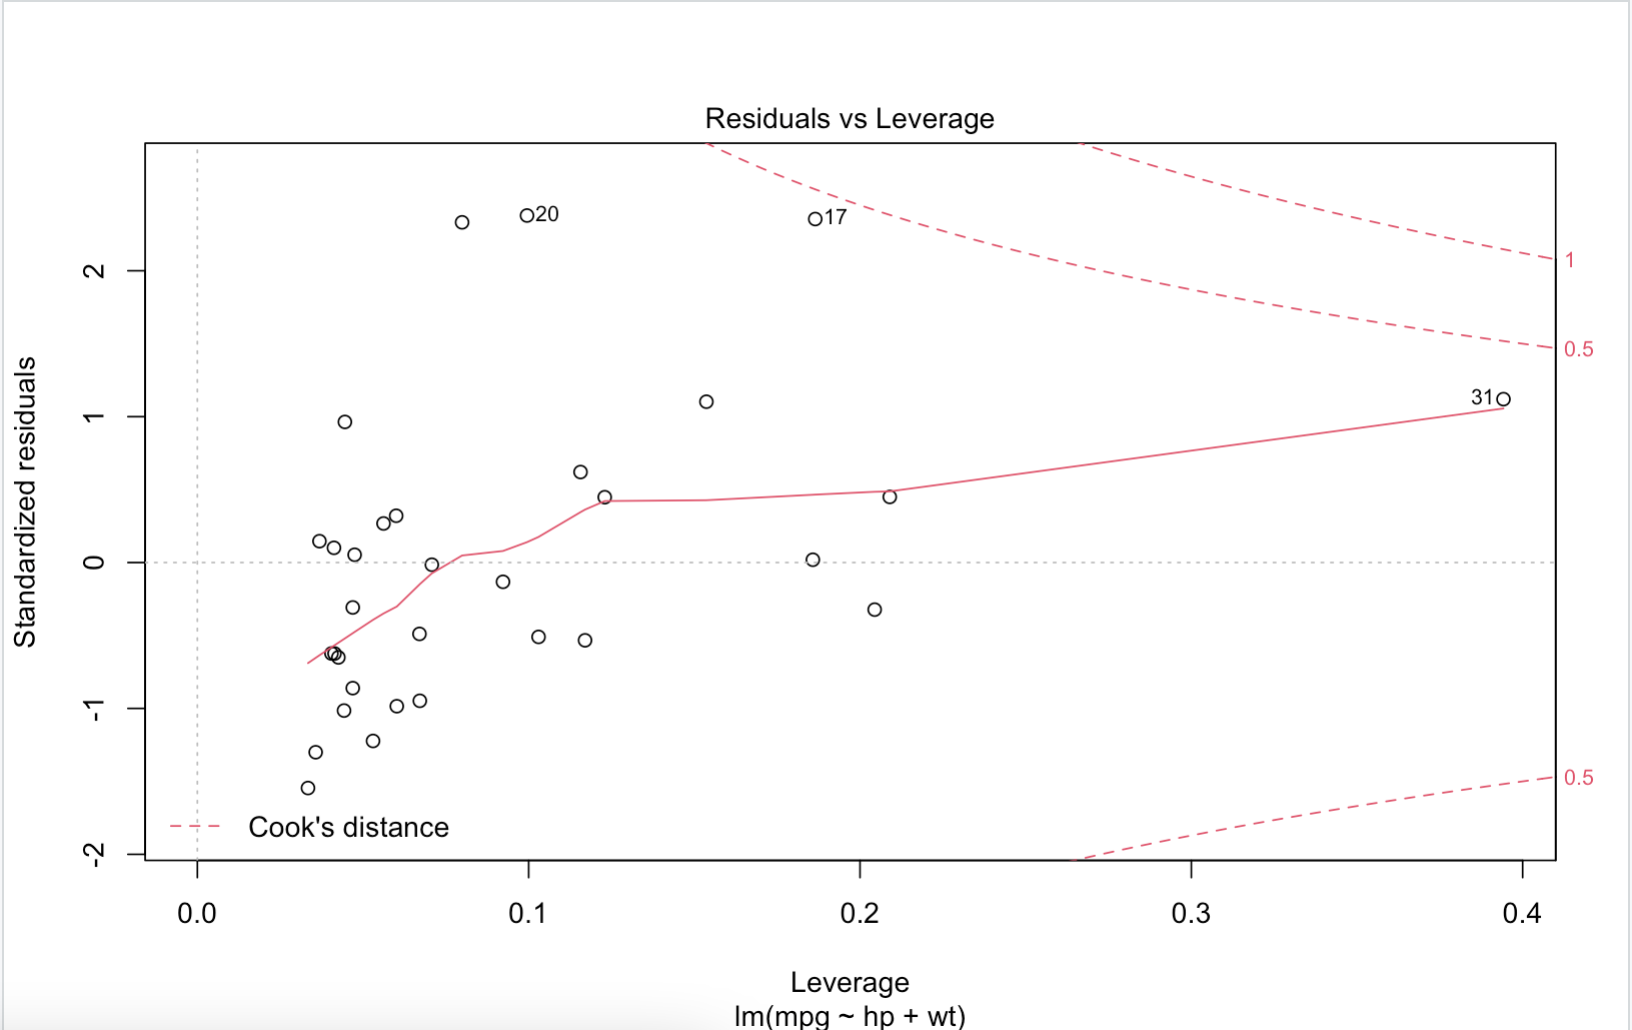 Residuals vs Leverage
Standardized residuals
2
1
0
-1
-2
20
17
31
1
0.5
0.5
Cook's distance
0.0 0.1 0.2 0.3 0.4
Leverage
lm(mpg ~ hp + wt)